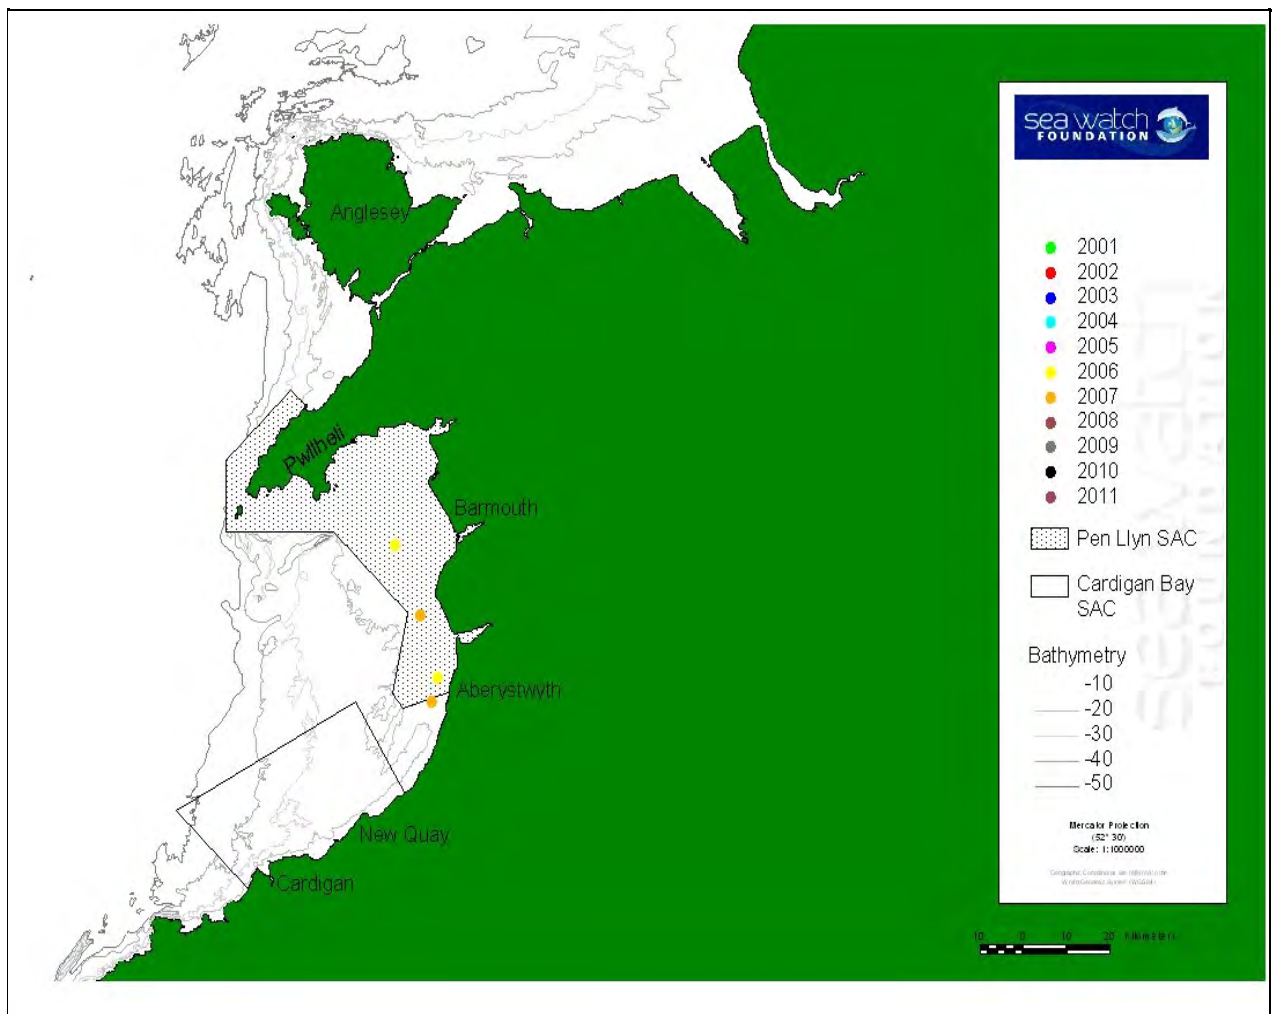 sea watch
FOUNDATION
Anglesey
2001
2002
2003
2004
2005
2006
Pwllheli
2007
2008
2009
2010
Barmouth
2011
Pen Llyn SAC
Cardigan Bay
SAC
Bathymetry
Aberystwyth
-10
-20
-30
-40
-50
New Quay
Mercator Projection
(52° 30)
Scale: 1:1000000
Cardigan
10 0 10 20 Kilometers